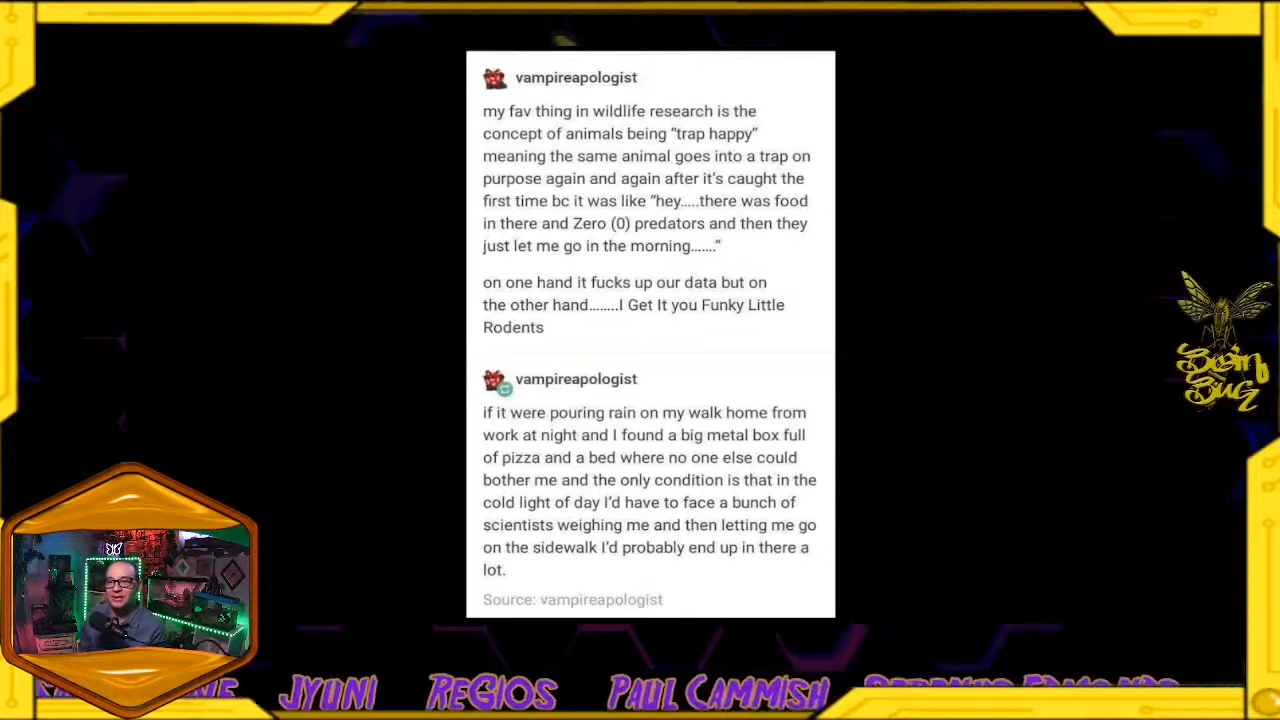 vampireapologist
my fav thing in wildlife research is the
concept of animals being “trap happy”
meaning the same animal goes into a trap on
purpose again and again after it’s caught the
first time bc it was like “hey.....there was food
in there and Zero (0) predators and then they
just let me go in the morning.......”
on one hand it fucks up our data but on
the other hand........I Get It you Funky Little
Rodents
vampireapologist
if it were pouring rain on my walk home from
work at night and I found a big metal box full
of pizza and a bed where no one else could
bother me and the only condition is that in the
cold light of day I’d have to face a bunch of
scientists weighing me and then letting me go
on the sidewalk I’d probably end up in there a
lot.
Source: vampireapologist
Bug
JYUNI REGIOS PAUL CAMMISH